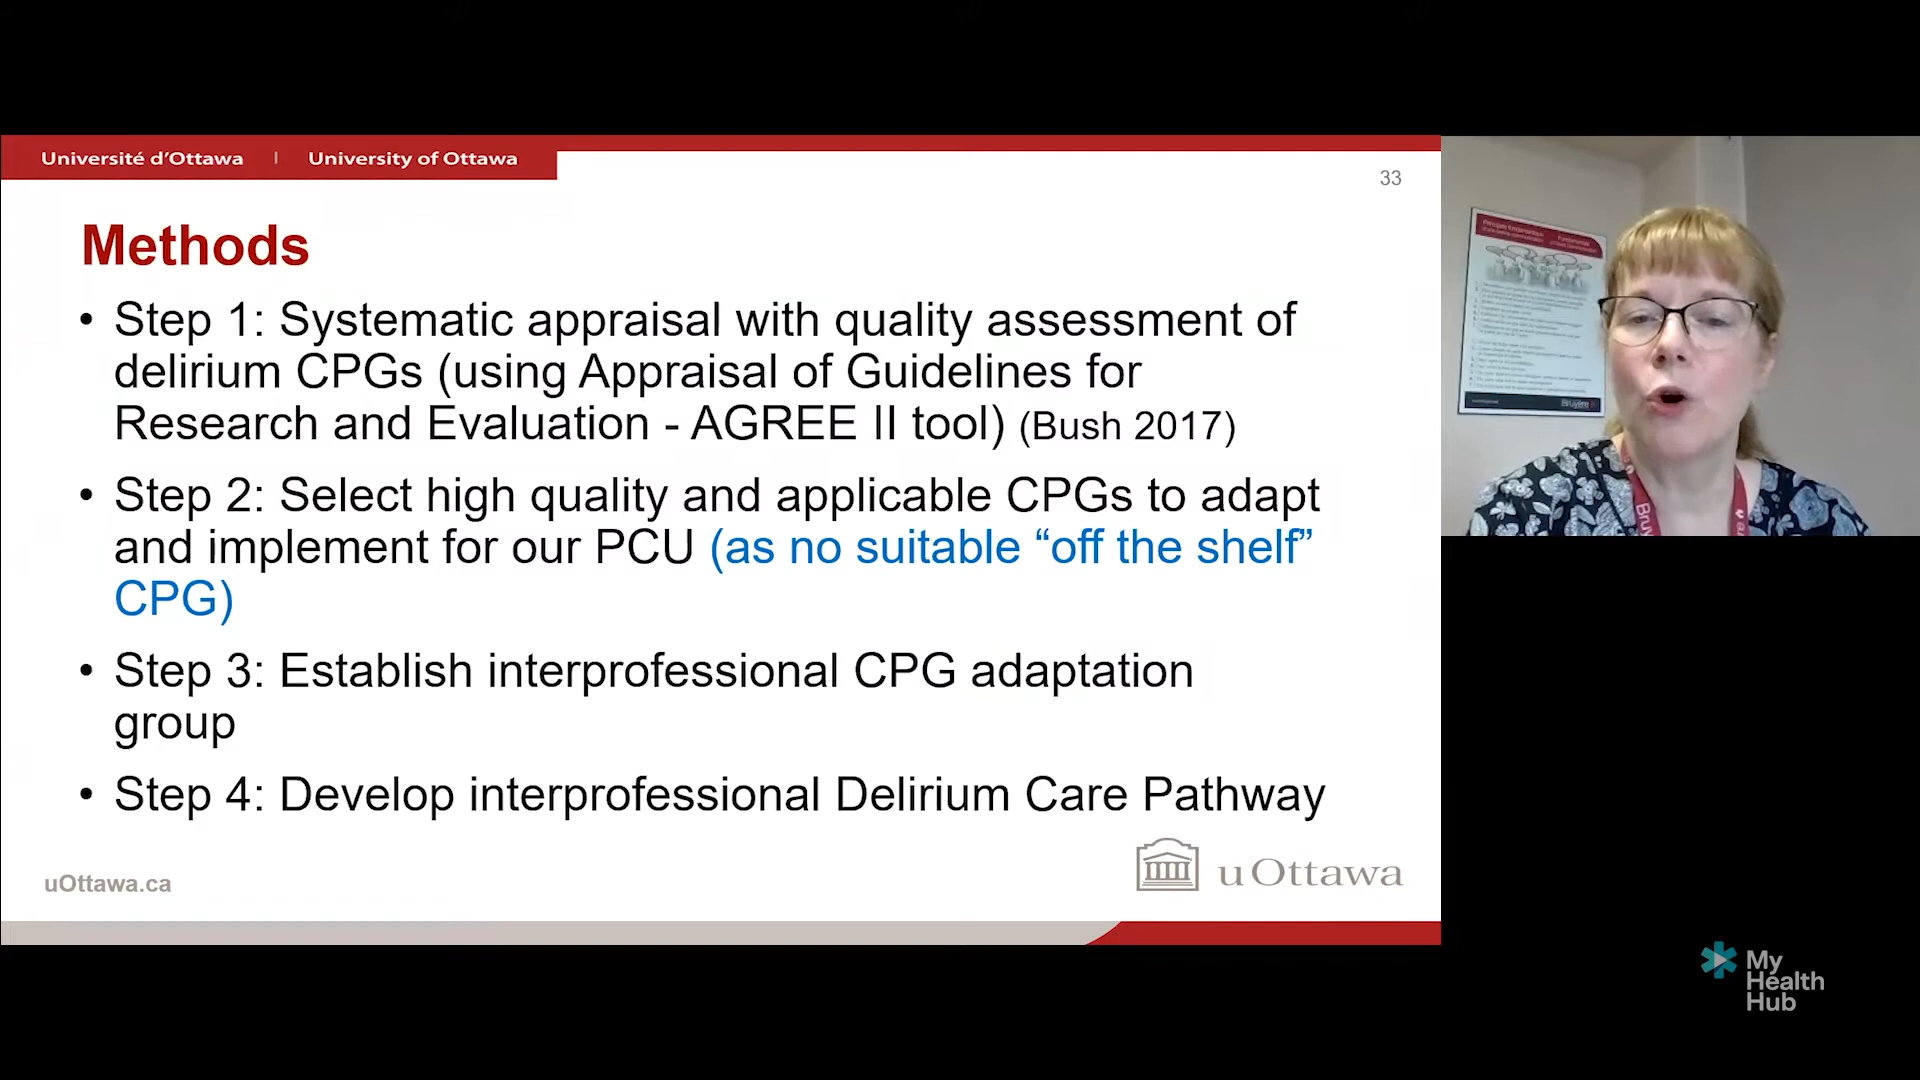 Université d'Ottawa | University of Ottawa
33
Methods
• Step 1: Systematic appraisal with quality assessment of
delirium CPGs (using Appraisal of Guidelines for
Research and Evaluation - AGREE II tool) (Bush 2017)
• Step 2: Select high quality and applicable CPGs to adapt
and implement for our PCU (as no suitable “off the shelf”
CPG)
• Step 3: Establish interprofessional CPG adaptation
group
• Step 4: Develop interprofessional Delirium Care Pathway
uOttawa.ca
uOttawa
Bruyère
My
Health
Hub